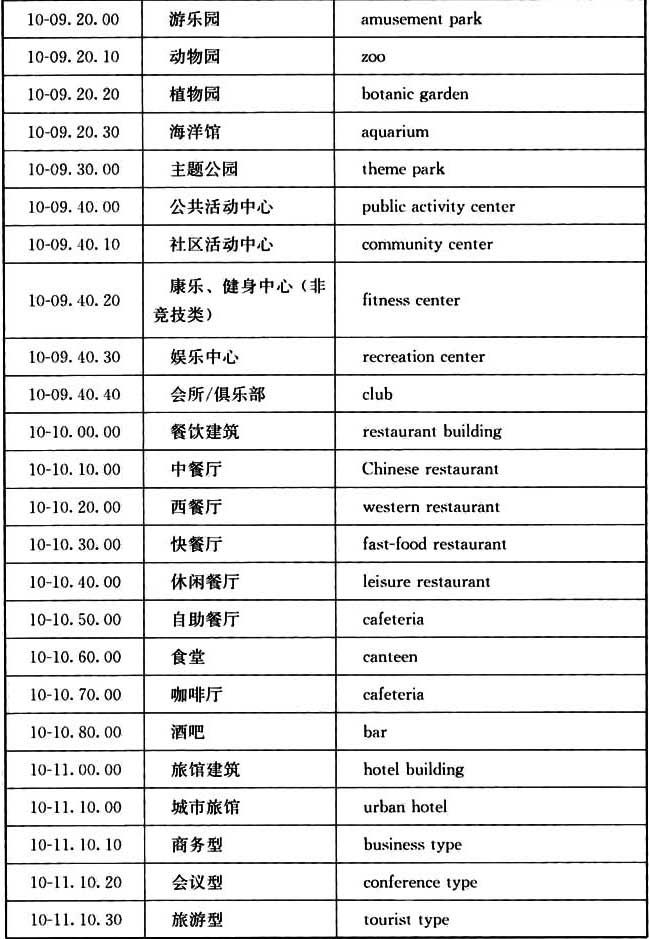 10-09.20.00 游乐园 amusement park
10-09.20.10 动物园 zoo
10-09.20.20 植物园 botanic garden
10-09.20.30 海洋馆 aquarium
10-09.30.00 主题公园 theme park
10-09.40.00 公共活动中心 public activity center
10-09.40.10 社区活动中心 community center
10-09.40.20 康乐、健身中心（非
竞技类） fitness center
10-09.40.30 娱乐中心 recreation center
10-09.40.40 会所/俱乐部 club
10-10.00.00 餐饮建筑 restaurant building
10-10.10.00 中餐厅 Chinese restaurant
10-10.20.00 西餐厅 western restaurant
10-10.30.00 快餐厅 fast-food restaurant
10-10.40.00 休闲餐厅 leisure restaurant
10-10.50.00 自助餐厅 cafeteria
10-10.60.00 食堂 canteen
10-10.70.00 咖啡厅 cafeteria
10-10.80.00 酒吧 bar
10-11.00.00 旅馆建筑 hotel building
10-11.10.00 城市旅馆 urban hotel
10-11.10.10 商务型 business type
10-11.10.20 会议型 conference type
10-11.10.30 旅游型 tourist type